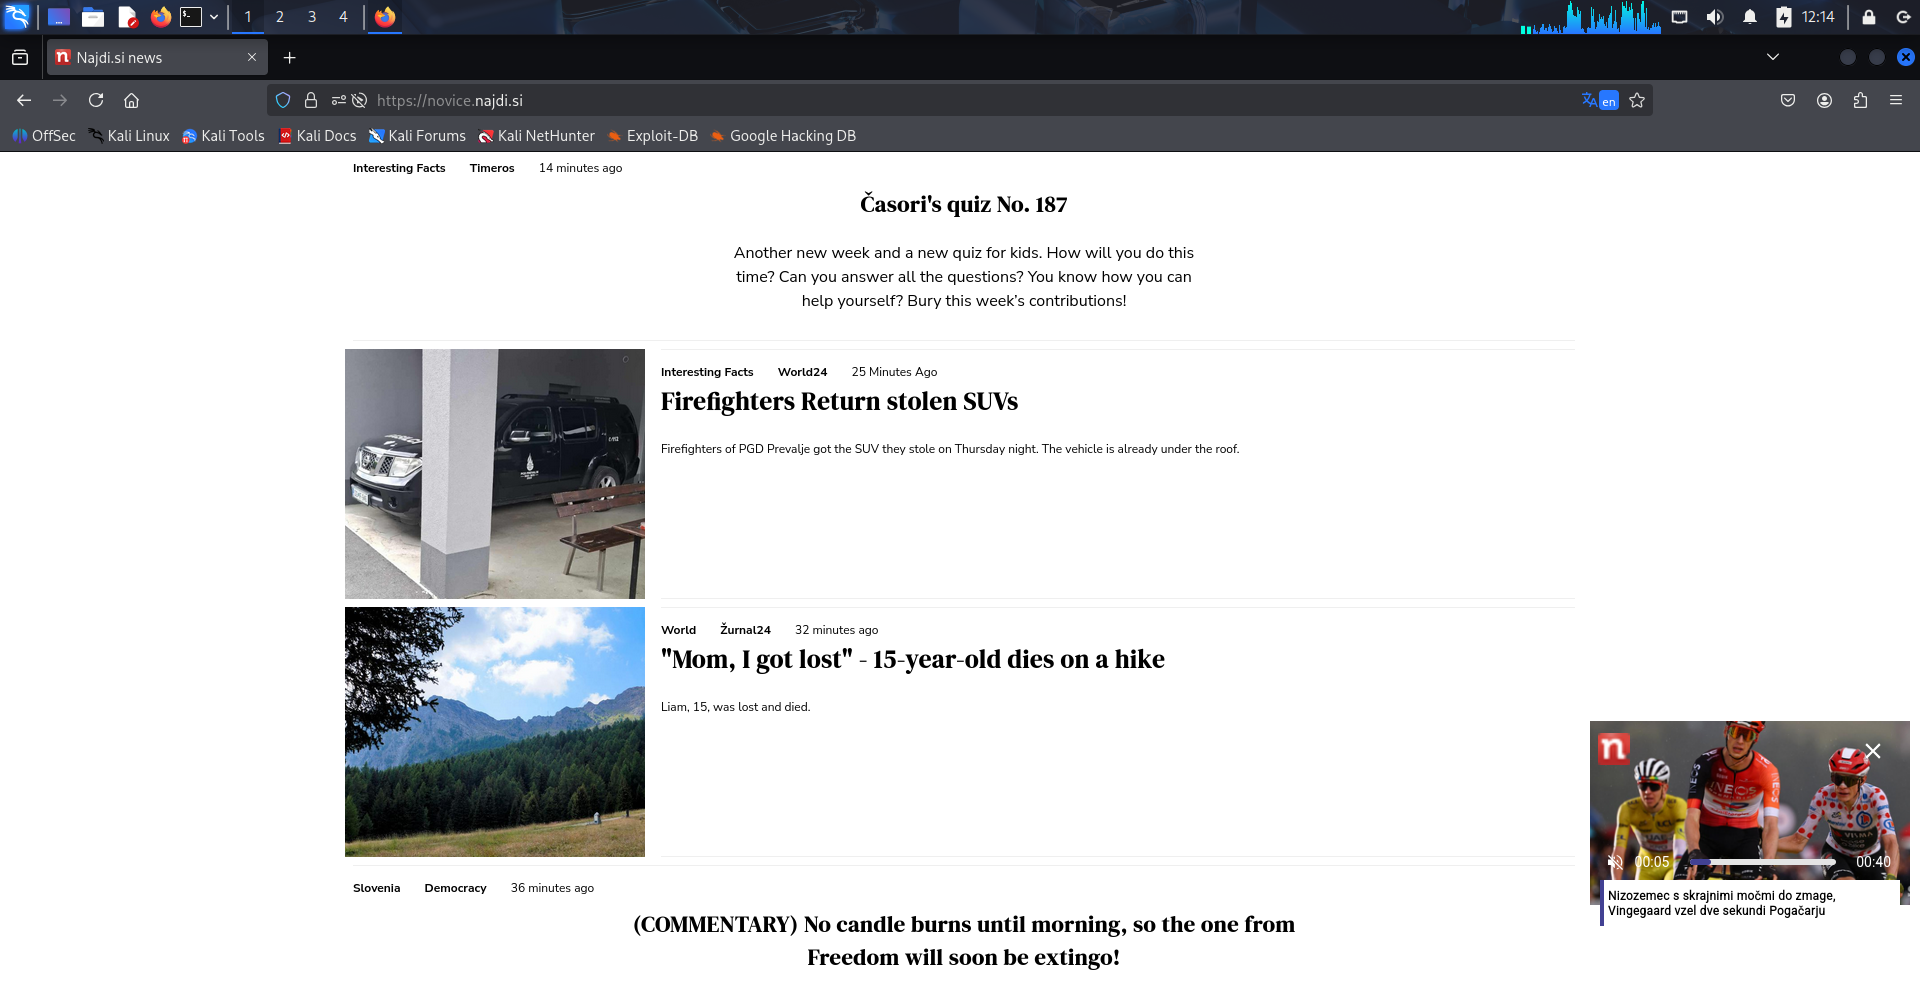 1
2
3
4
12:14
Najdi.si news
https://novice.najdi.si
en
OffSec
Kali Linux
Kali Tools
Kali Docs
Kali Forums
Kali NetHunter
Exploit-DB
Google Hacking DB
Interesting Facts Timeros 14 minutes ago
Časori's quiz No. 187
Another new week and a new quiz for kids. How will you do this
time? Can you answer all the questions? You know how you can
help yourself? Bury this week’s contributions!
Interesting Facts World24 25 Minutes Ago
Firefighters Return stolen SUVs
Firefighters of PGD Prevalje got the SUV they stole on Thursday night. The vehicle is already under the roof.
World Žurnal24 32 minutes ago
"Mom, I got lost" - 15-year-old dies on a hike
Liam, 15, was lost and died.
n
INEOS
00:05
00:40
Nizozemec s skrajnimi močmi do zmage,
Vingegaard vzel dve sekundi Pogačarju
Slovenia Democracy 36 minutes ago
(COMMENTARY) No candle burns until morning, so the one from
Freedom will soon be extingo!